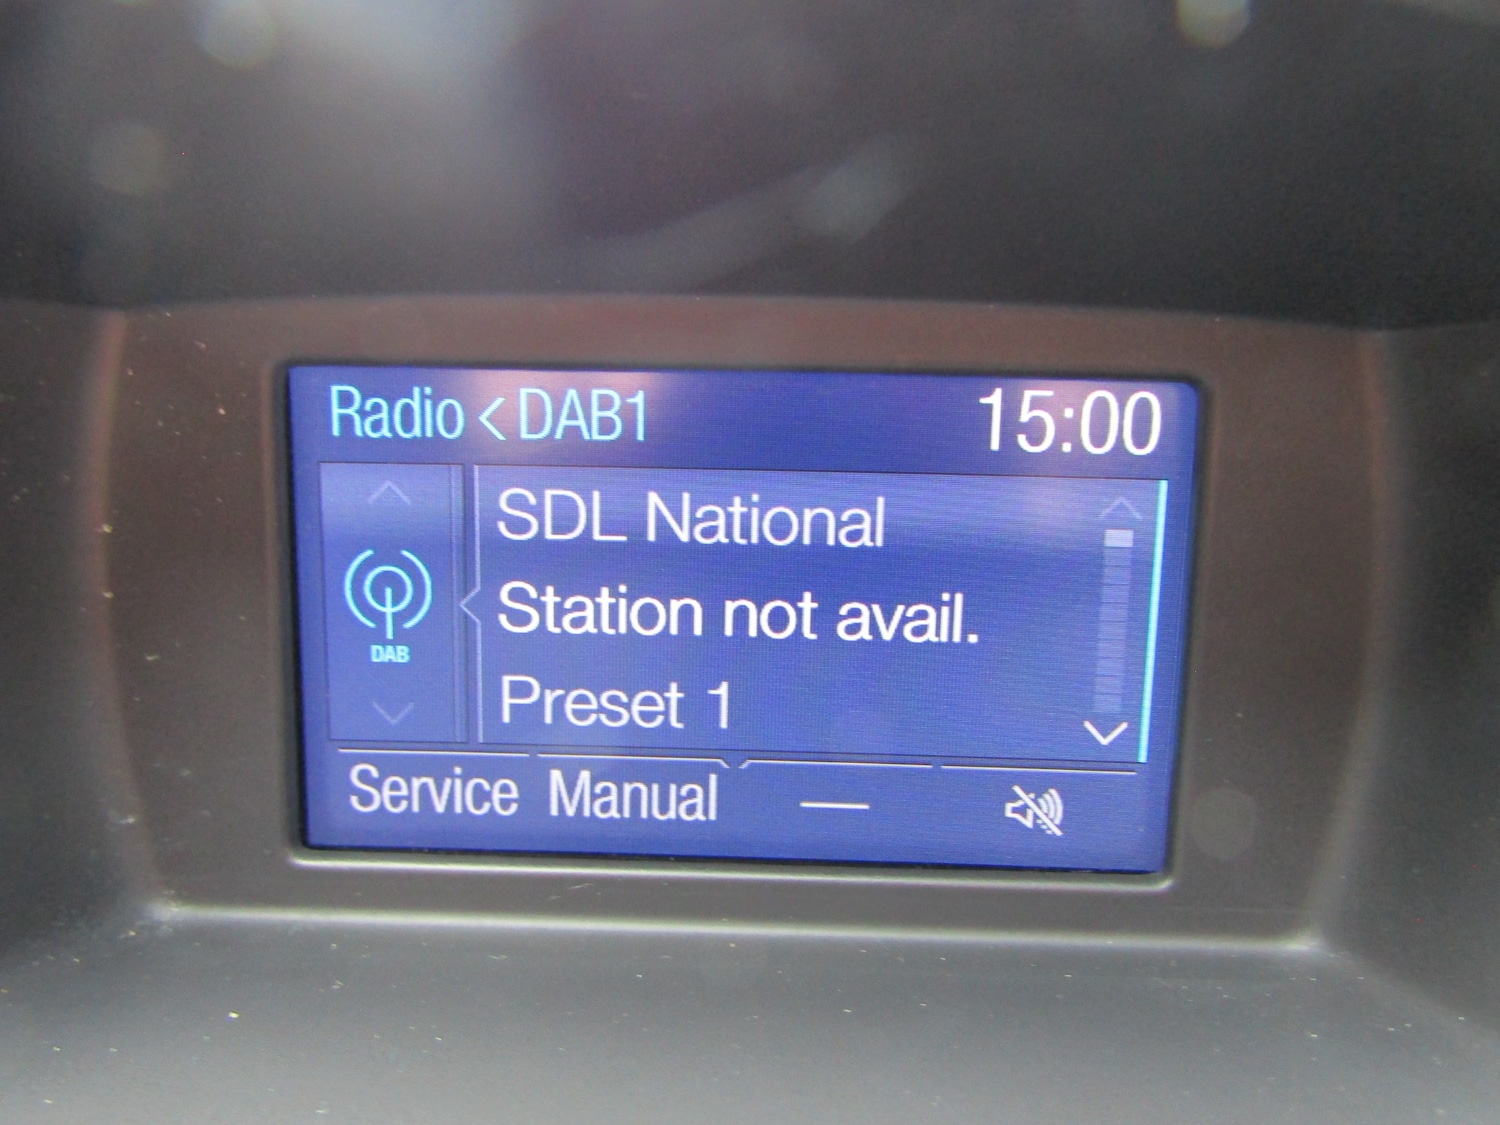 Radio < DAB1 15:00
SDL National
Station not avail.
DAB
Preset 1
Service Manual